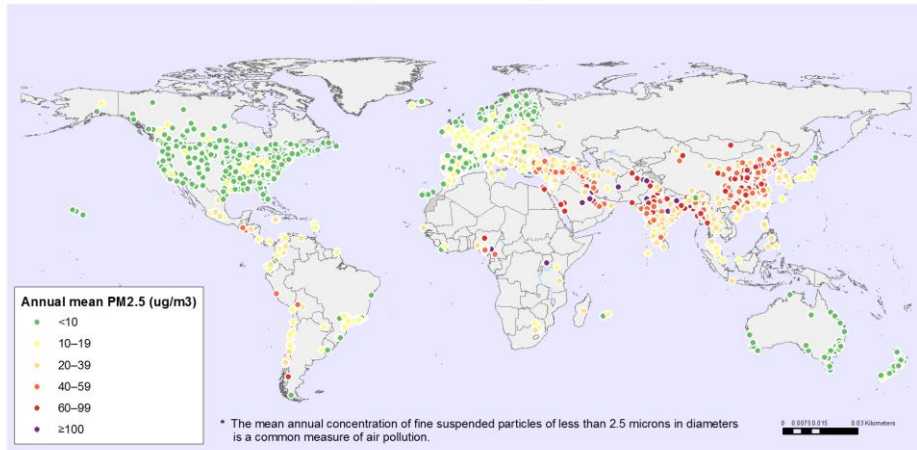 Annual mean PM2.5 (ug/m3)
<10
10–19
20–39
40–59
60–99
≥100
* The mean annual concentration of fine suspended particles of less than 2.5 microns in diameters
is a common measure of air pollution.
0 0.0075 0.015 0.03 Kilometers